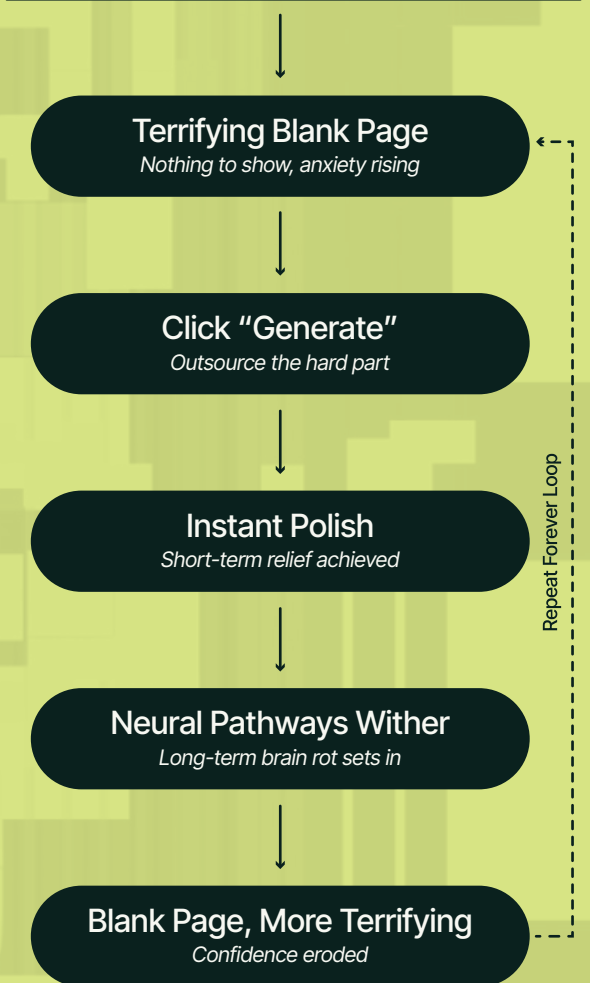 Terrifying Blank Page
Nothing to show, anxiety rising
Click “Generate”
Outsource the hard part
Instant Polish
Short-term relief achieved
Repeat Forever Loop
Neural Pathways Wither
Long-term brain rot sets in
Blank Page, More Terrifying
Confidence eroded